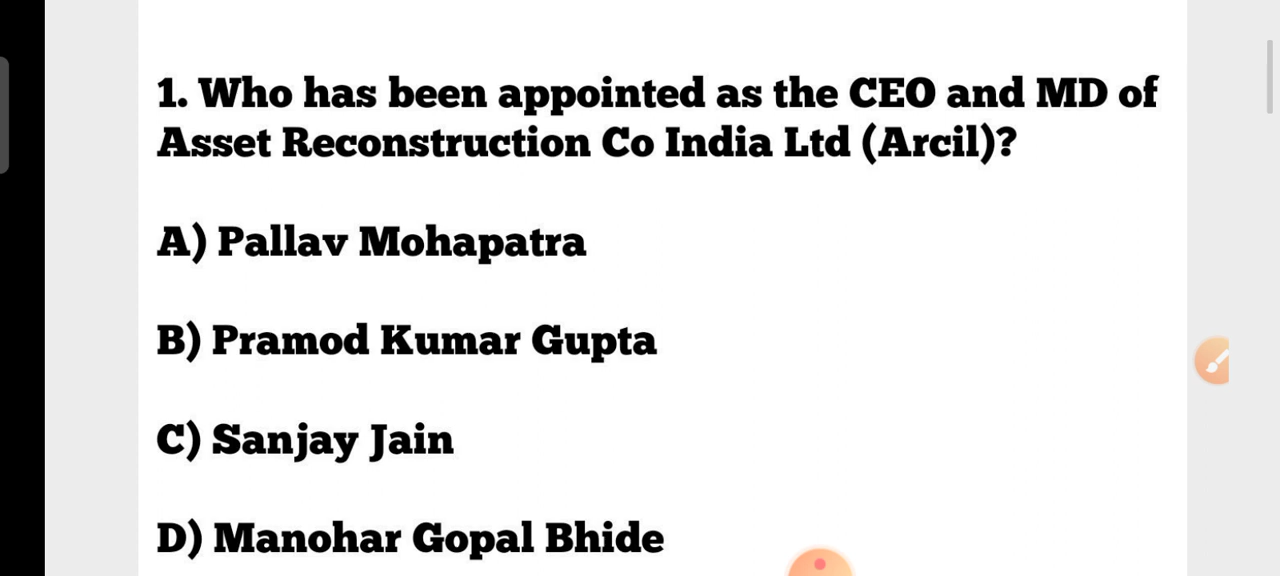 1. Who has been appointed as the CEO and MD of
Asset Reconstruction Co India Ltd (Arcil)?
A) Pallav Mohapatra
B) Pramod Kumar Gupta
C) Sanjay Jain
D) Manohar Gopal Bhide